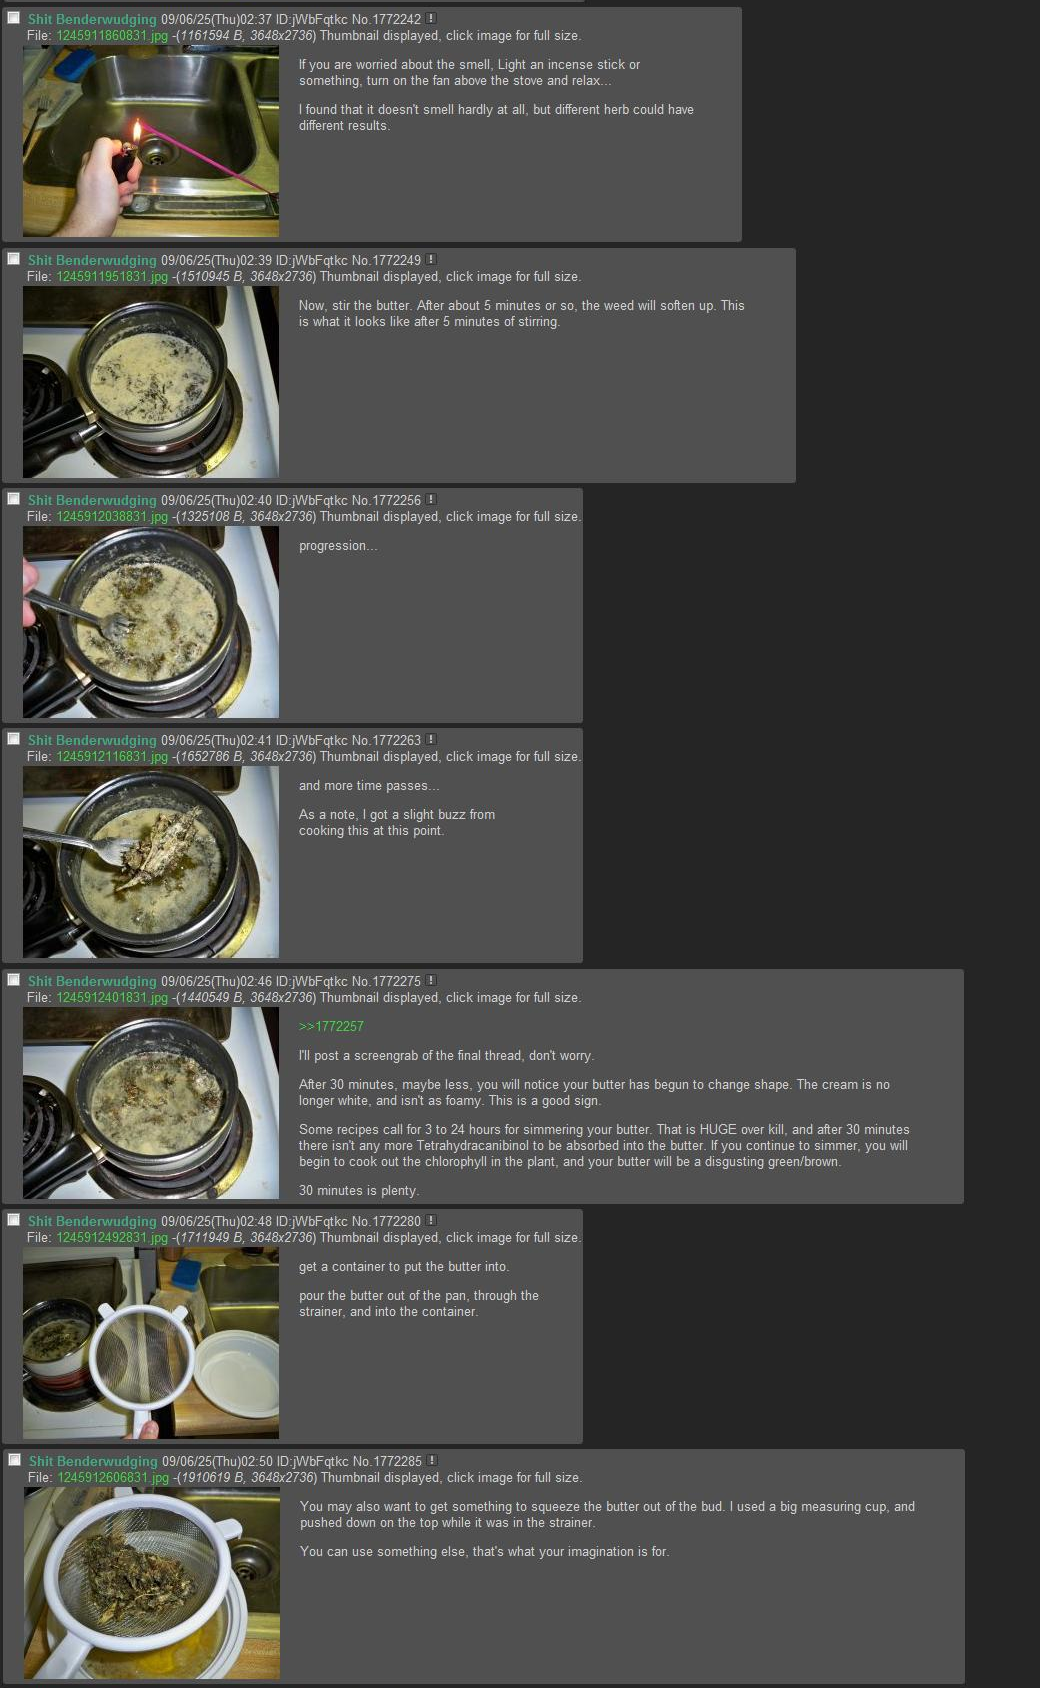 Shit Benderwudging 09/06/25(Thu)02:37 ID:jWbFqtkc No.1772242 !
File: 1245911860831.jpg -(1161594 B, 3648x2736) Thumbnail displayed, click image for full size.
If you are worried about the smell, Light an incense stick or
something, turn on the fan above the stove and relax...
I found that it doesn't smell hardly at all, but different herb could have
different results.
Shit Benderwudging 09/06/25(Thu)02:39 ID:jWbFqtkc No.1772249 !
File: 1245911951831.jpg -(1510945 B, 3648x2736) Thumbnail displayed, click image for full size.
Now, stir the butter. After about 5 minutes or so, the weed will soften up. This
is what it looks like after 5 minutes of stirring.
Shit Benderwudging 09/06/25(Thu)02:40 ID:jWbFqtkc No.1772256 !
File: 1245912038831.jpg -(1325108 B, 3648x2736) Thumbnail displayed, click image for full size.
progression...
Shit Benderwudging 09/06/25(Thu)02:41 ID:jWbFqtkc No.1772263 !
File: 1245912116831.jpg -(1652786 B, 3648x2736) Thumbnail displayed, click image for full size.
and more time passes...
As a note, I got a slight buzz from
cooking this at this point.
Shit Benderwudging 09/06/25(Thu)02:46 ID:jWbFqtkc No.1772275 !
File: 1245912401831.jpg -(1440549 B, 3648x2736) Thumbnail displayed, click image for full size.
>>1772257
I'll post a screengrab of the final thread, don't worry.
After 30 minutes, maybe less, you will notice your butter has begun to change shape. The cream is no
longer white, and isn't as foamy. This is a good sign.
Some recipes call for 3 to 24 hours for simmering your butter. That is HUGE over kill, and after 30 minutes
there isn't any more Tetrahydracanibinol to be absorbed into the butter. If you continue to simmer, you will
begin to cook out the chlorophyll in the plant, and your butter will be a disgusting green/brown.
30 minutes is plenty.
Shit Benderwudging 09/06/25(Thu)02:48 ID:jWbFqtkc No.1772280 !
File: 1245912492831.jpg -(1711949 B, 3648x2736) Thumbnail displayed, click image for full size.
get a container to put the butter into.
pour the butter out of the pan, through the
strainer, and into the container.
Shit Benderwudging 09/06/25(Thu)02:50 ID:jWbFqtkc No.1772285 !
File: 1245912606831.jpg -(1910619 B, 3648x2736) Thumbnail displayed, click image for full size.
You may also want to get something to squeeze the butter out of the bud. I used a big measuring cup, and
pushed down on the top while it was in the strainer.
You can use something else, that's what your imagination is for.